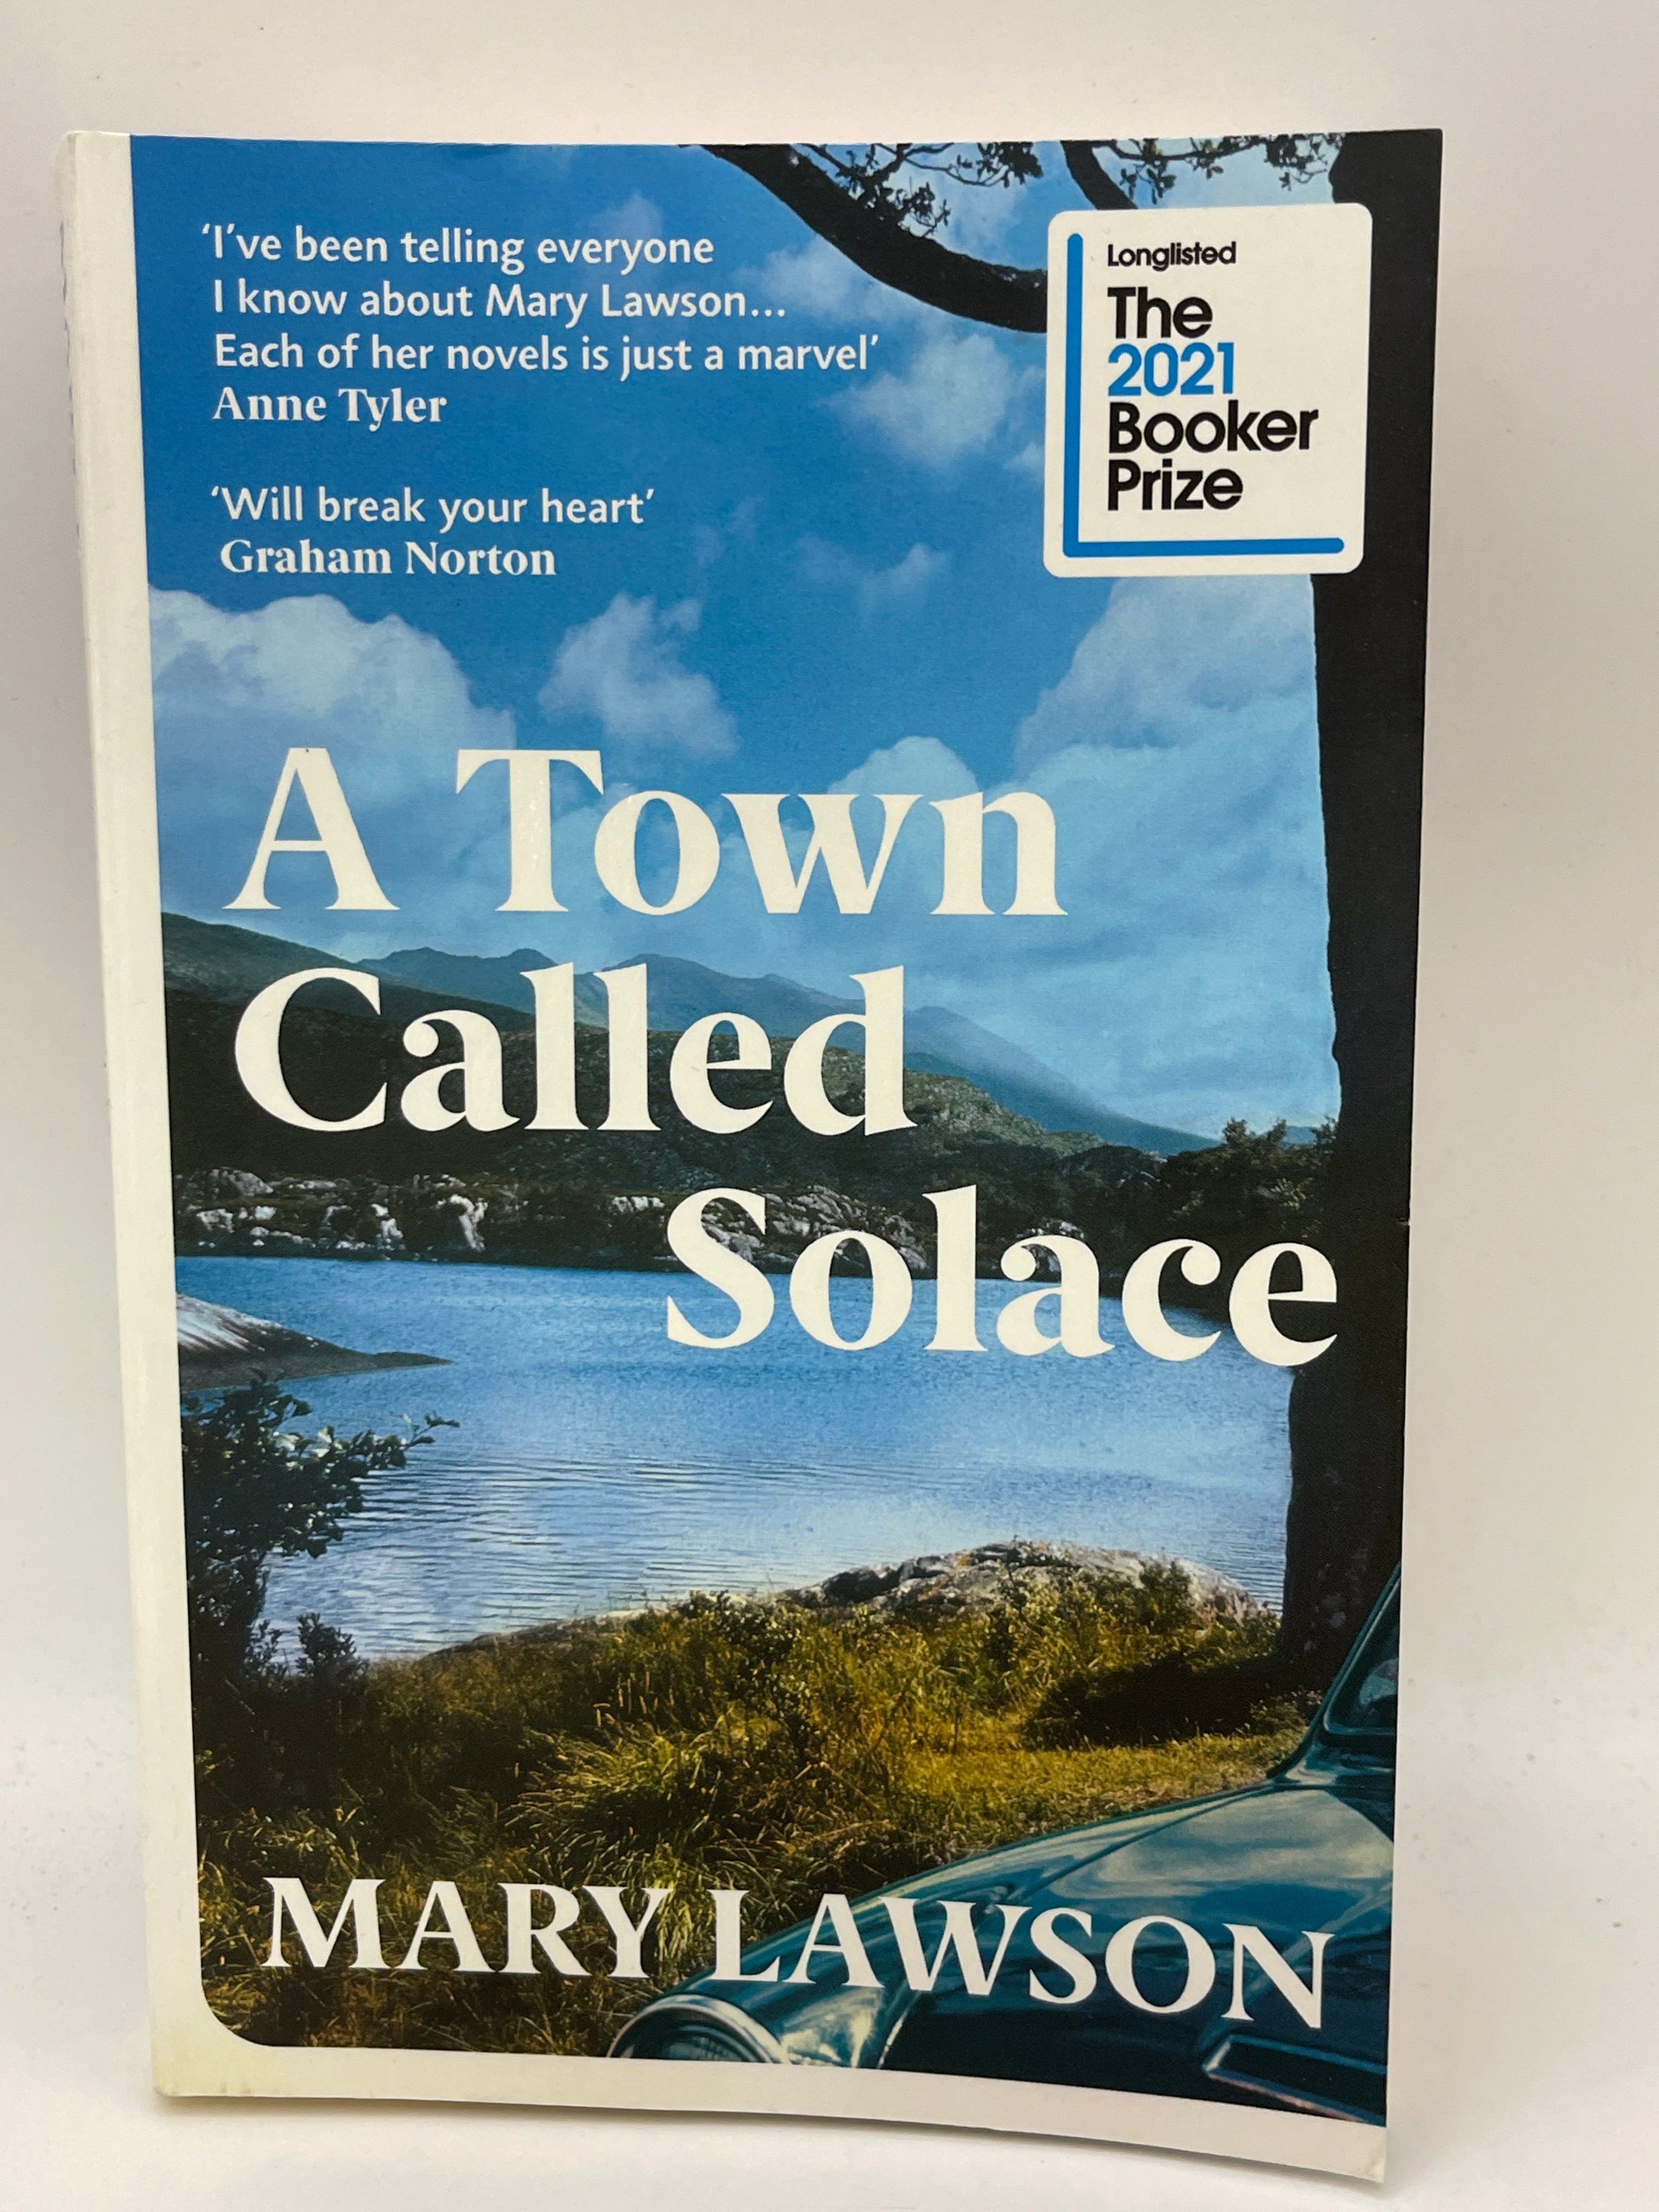 ‘I’ve been telling everyone
I know about Mary Lawson...
Each of her novels is just a marvel’
Anne Tyler
‘Will break your heart’
Graham Norton
Longlisted
The
2021
Booker
Prize
A Town
Called
Solace
MARY LAWSON